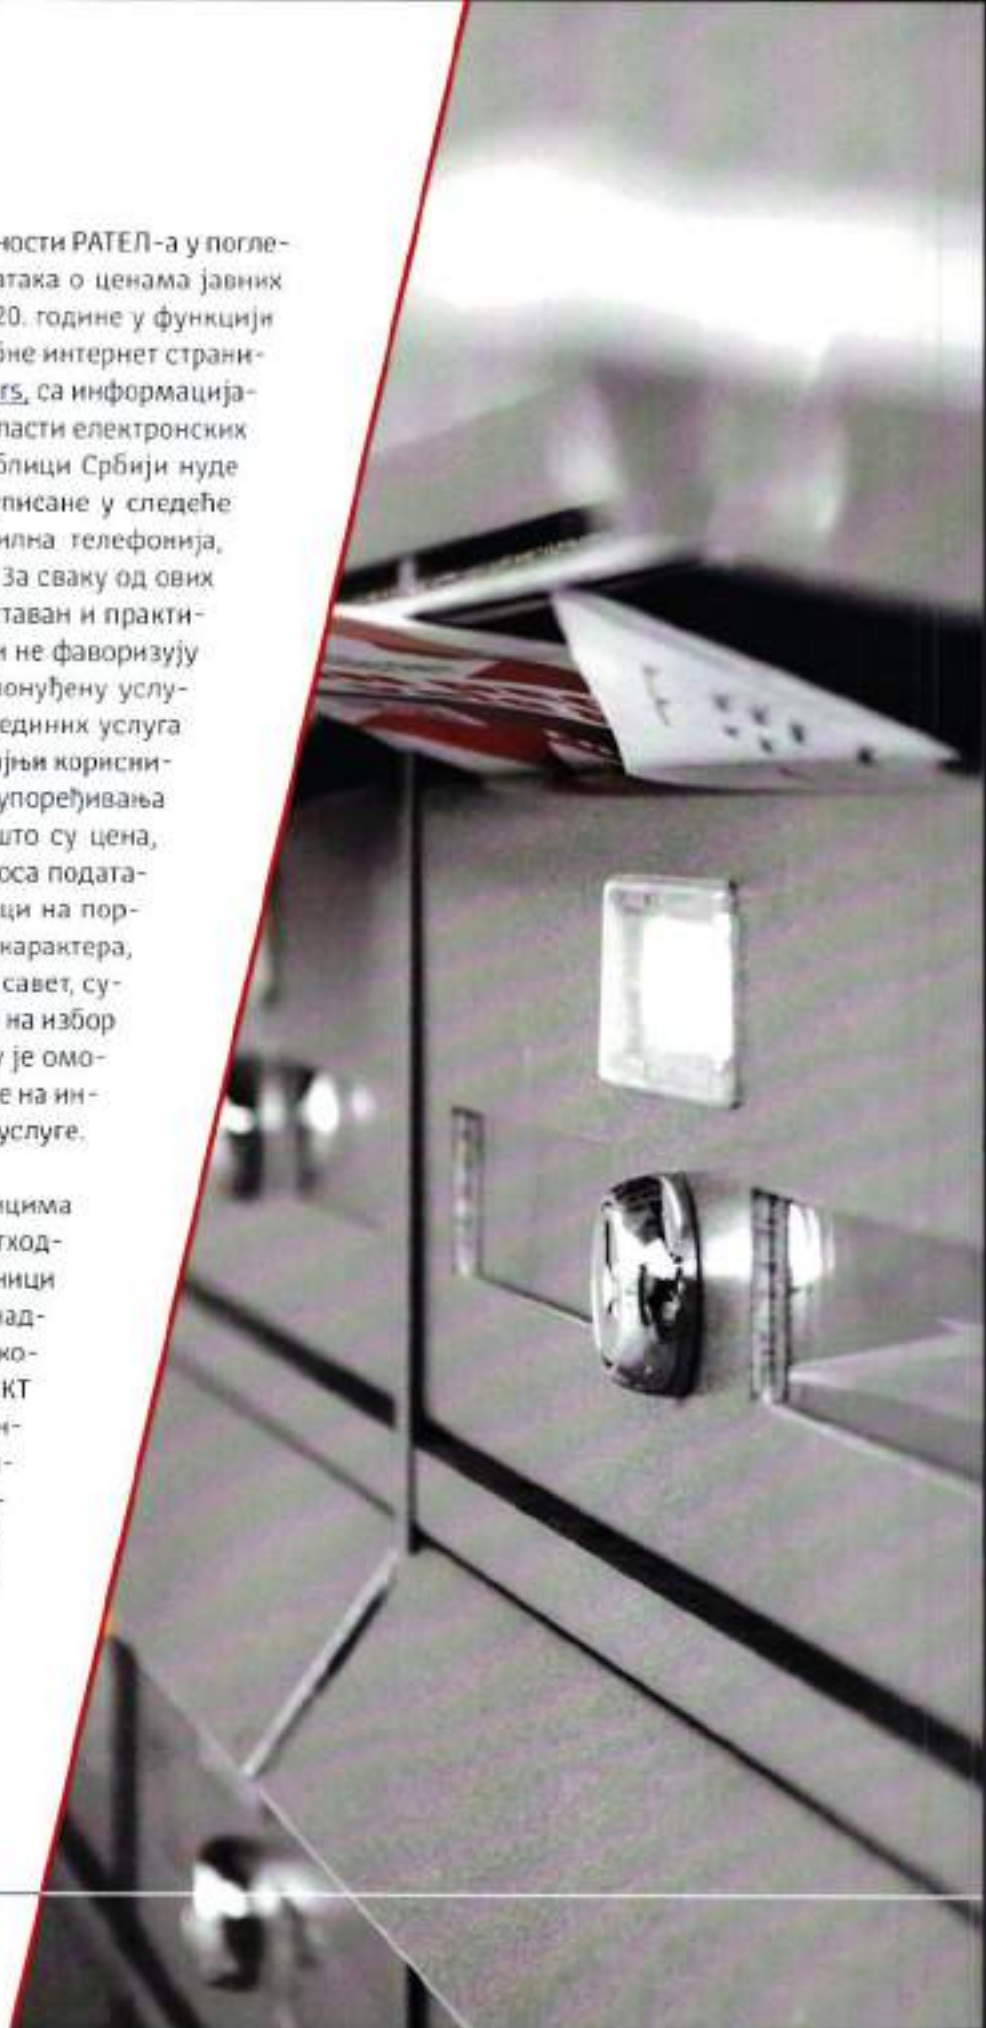 ности РАТЕЛ-а у погле-
атака о ценама јавних
20. године у функцији
бне интернет страни-
rs, са информација-
ласти електронских
блици Србији нуде
писане у следеће
илна телефонија,
За сваку од ових
таван и практи-
и не фаворизују
онуђену услу-
единих услуга
јњи корисни-
упоређивања
што су цена,
оса подата-
ци на пор-
карактера,
савет, су-
на избор
у је омо-
е на ин-
услуге.
ицима
тход-
ници
над-
ко-
КТ